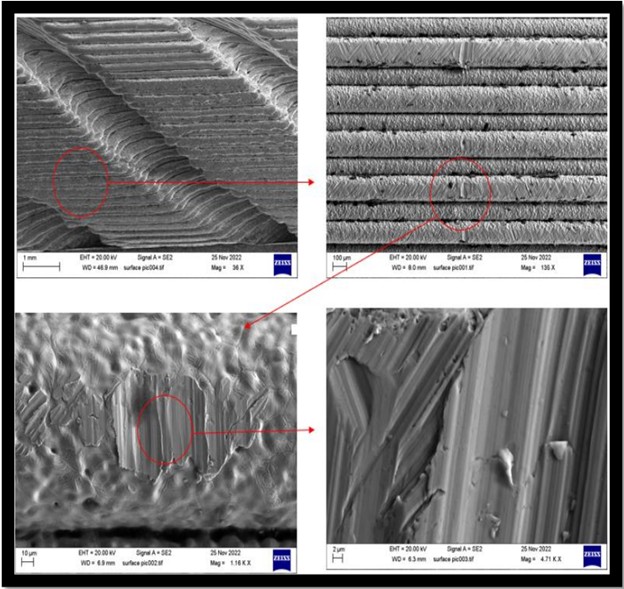 1 mm
EHT = 20.00 kV Signal A = SE2 25 Nov 2022
WD = 46.9 mm surface pic004.tif Mag = 36 X
ZEISS
100 µm
EHT = 20.00 kV Signal A = SE2 25 Nov 2022
WD = 6.0 mm surface pic001.tif Mag = 135 X
ZEISS
10 µm
EHT = 20.00 kV Signal A = SE2 25 Nov 2022
WD = 6.9 mm surface pic002.tif Mag = 1.16 K X
ZEISS
2 µm
EHT = 20.00 kV Signal A = SE2 25 Nov 2022
WD = 6.3 mm surface pic003.tif Mag = 4.71 K X
ZEISS